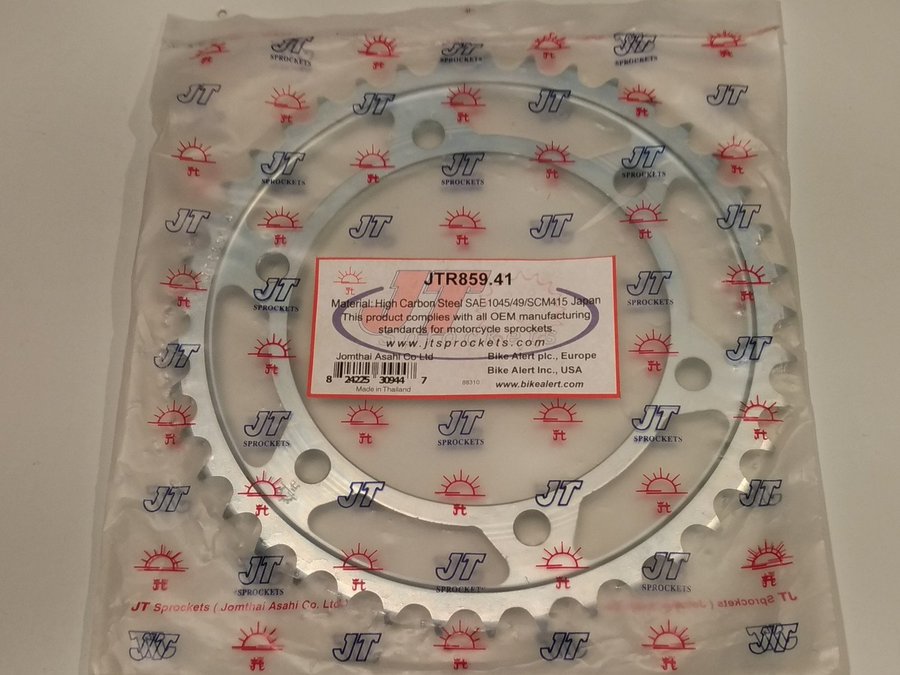 JT
SPROCKETS
JTR859.41
Material: High Carbon Steel SAE1045/49/SCM415 Japan
This product complies with all OEM manufacturing
standards for motorcycle sprockets.
www.jtsprockets.com
Jomthai Asahi Co Ltd
Bike Alert plc., Europe
Bike Alert Inc., USA
8 24225 30944 7
88310
www.bikealert.com
Made in Thailand
JT Sprockets ( Jomthai Asahi Co. Ltd.)